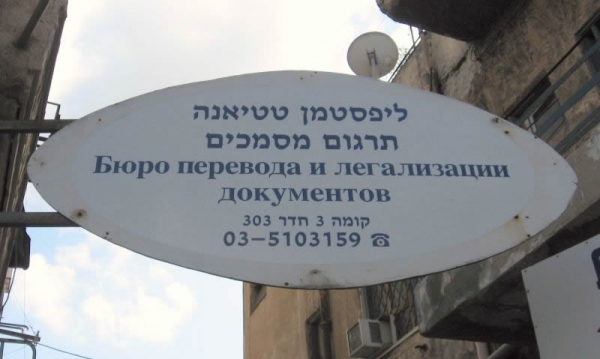 ליפסטמן טטיאנה
תרגום מסמכים
Бюро перевода и легализации
документов
קומה 3 חדר 303
03-5103159 ☎